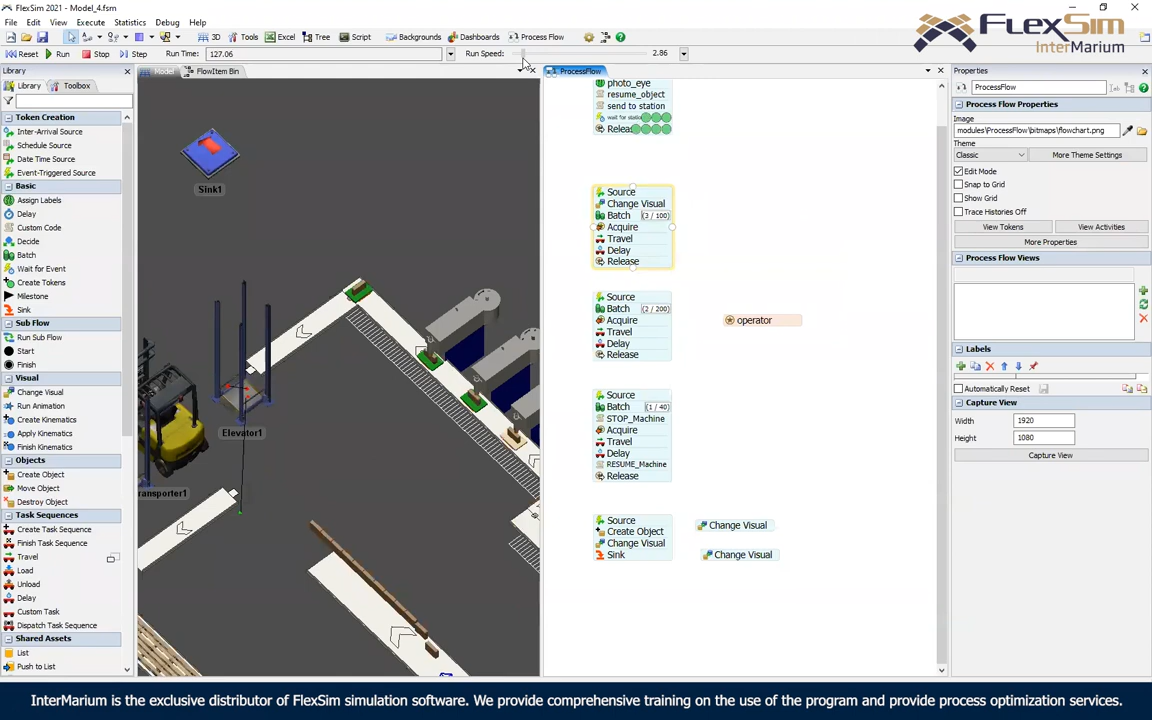 FlexSim 2021 - Model_4.fsm
File Edit View Execute Statistics Debug Help
3D Tools Excel Tree Script Backgrounds Dashboards Process Flow
Reset Run Stop Step Run Time: 127.06 Run Speed: 2.86
FlexSim
InterMarium
Library
Library Toolbox
Token Creation
Inter-Arrival Source
Schedule Source
Date Time Source
Event-Triggered Source
Basic
Assign Labels
Delay
Custom Code
Decide
Batch
Wait for Event
Create Tokens
Milestone
Sink
Sub Flow
Run Sub Flow
Start
Finish
Visual
Change Visual
Run Animation
Create Kinematics
Apply Kinematics
Finish Kinematics
Objects
Create Object
Move Object
Destroy Object
Task Sequences
Create Task Sequence
Finish Task Sequence
Travel
Load
Unload
Delay
Custom Task
Dispatch Task Sequence
Shared Assets
List
Push to List
Model FlowItem Bin
Sink1
Elevator1
ransporter1
ProcessFlow
photo_eye
resume_object
send to station
wait for statio
Releas
Source
Change Visual
Batch (3 / 100)
Acquire
Travel
Delay
Release
Source
Batch (2 / 200)
Acquire
Travel
Delay
Release
operator
Source
Batch (1 / 40)
STOP_Machine
Acquire
Travel
Delay
RESUME_Machine
Release
Source
Create Object
Change Visual
Sink
Change Visual
Change Visual
Properties
ProcessFlow
Process Flow Properties
Image
modules\ProcessFlow\bitmaps\flowchart.png
Theme
Classic More Theme Settings
Edit Mode
Snap to Grid
Show Grid
Trace Histories Off
View Tokens View Activities
More Properties
Process Flow Views
Labels
Automatically Reset
Capture View
Width 1920
Height 1080
Capture View
InterMarium is the exclusive distributor of FlexSim simulation software. We provide comprehensive training on the use of the program and provide process optimization services.